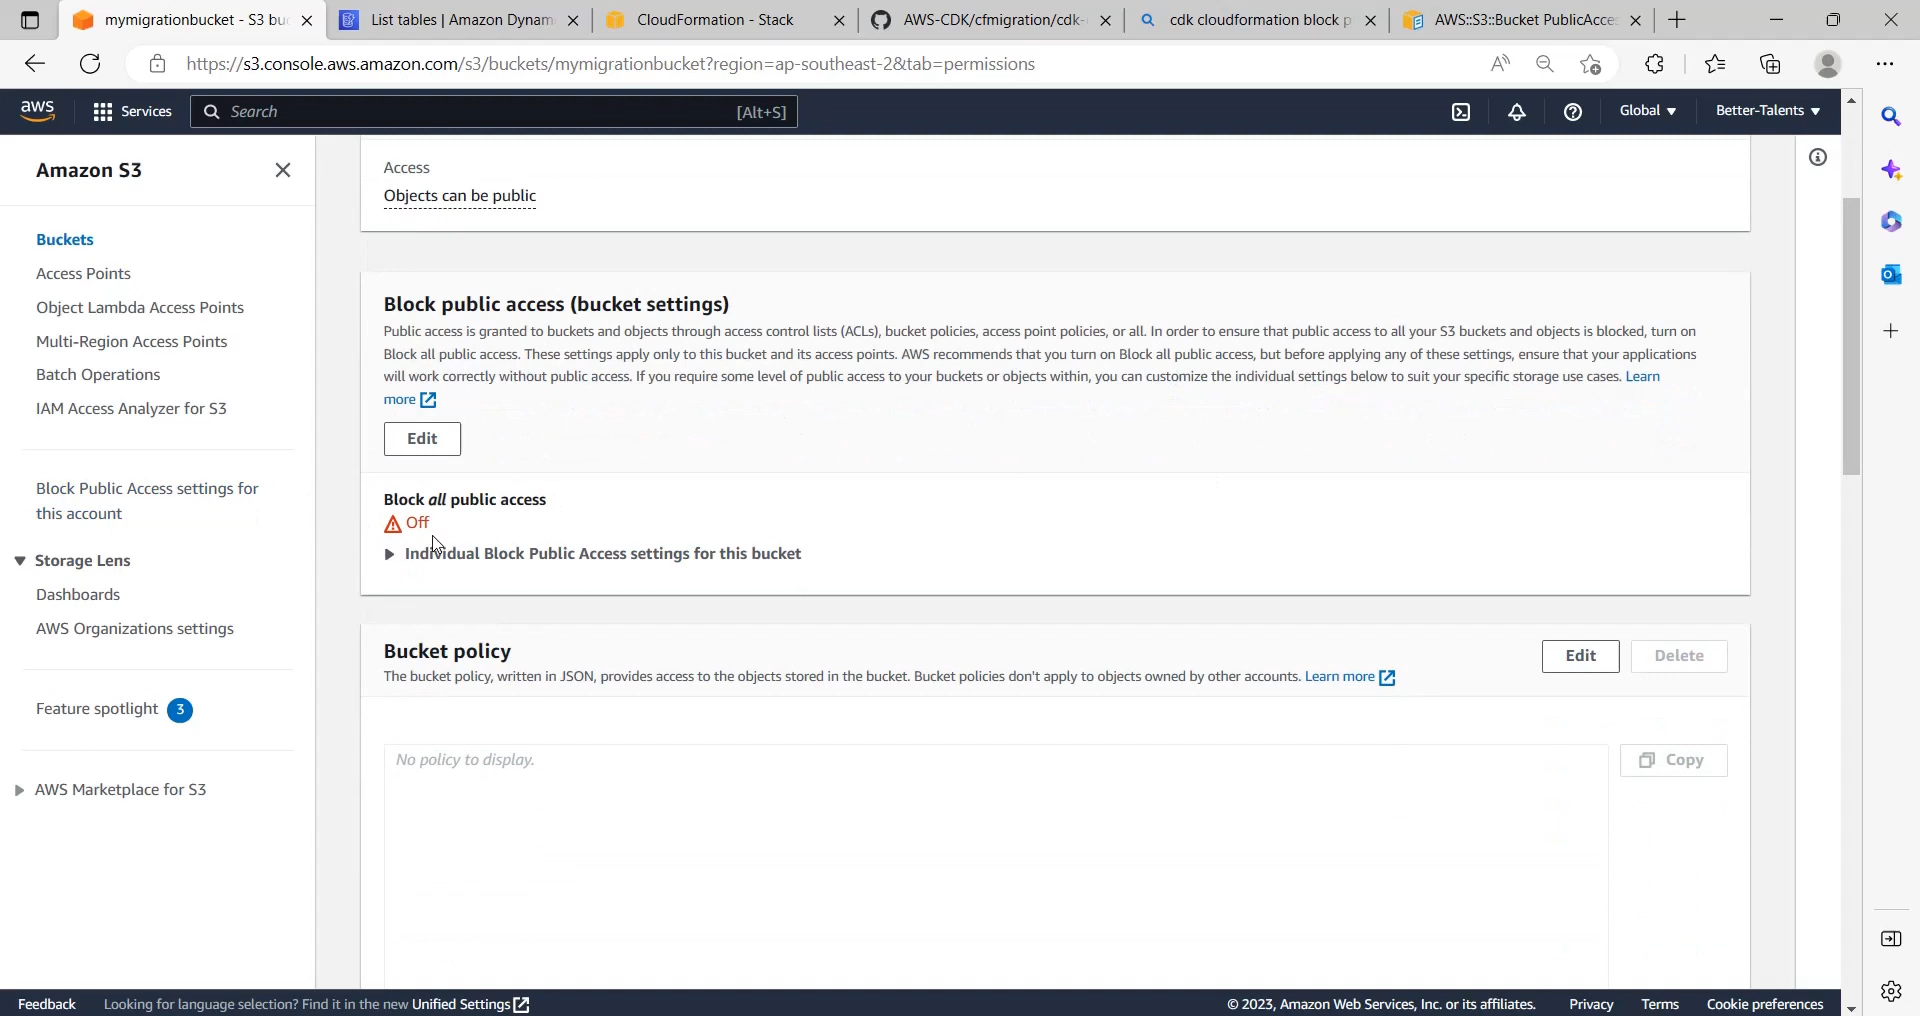 mymigrationbucket - S3 buc
List tables | Amazon Dynam
CloudFormation - Stack
AWS-CDK/cfmigration/cdk-
cdk cloudformation block p
AWS::S3::Bucket PublicAcce
https://s3.console.aws.amazon.com/s3/buckets/mymigrationbucket?region=ap-southeast-2&tab=permissions
aws
Services
Search
[Alt+S]
Global
Better-Talents
Amazon S3
Buckets
Access Points
Object Lambda Access Points
Multi-Region Access Points
Batch Operations
IAM Access Analyzer for S3
Block Public Access settings for
this account
Storage Lens
Dashboards
AWS Organizations settings
Feature spotlight 3
AWS Marketplace for S3
Access
Objects can be public
Block public access (bucket settings)
Public access is granted to buckets and objects through access control lists (ACLs), bucket policies, access point policies, or all. In order to ensure that public access to all your S3 buckets and objects is blocked, turn on
Block all public access. These settings apply only to this bucket and its access points. AWS recommends that you turn on Block all public access, but before applying any of these settings, ensure that your applications
will work correctly without public access. If you require some level of public access to your buckets or objects within, you can customize the individual settings below to suit your specific storage use cases. Learn
more
Edit
Block all public access
Off
Individual Block Public Access settings for this bucket
Bucket policy
The bucket policy, written in JSON, provides access to the objects stored in the bucket. Bucket policies don't apply to objects owned by other accounts. Learn more
Edit
Delete
No policy to display.
Copy
Feedback
Looking for language selection? Find it in the new Unified Settings
© 2023, Amazon Web Services, Inc. or its affiliates.
Privacy
Terms
Cookie preferences